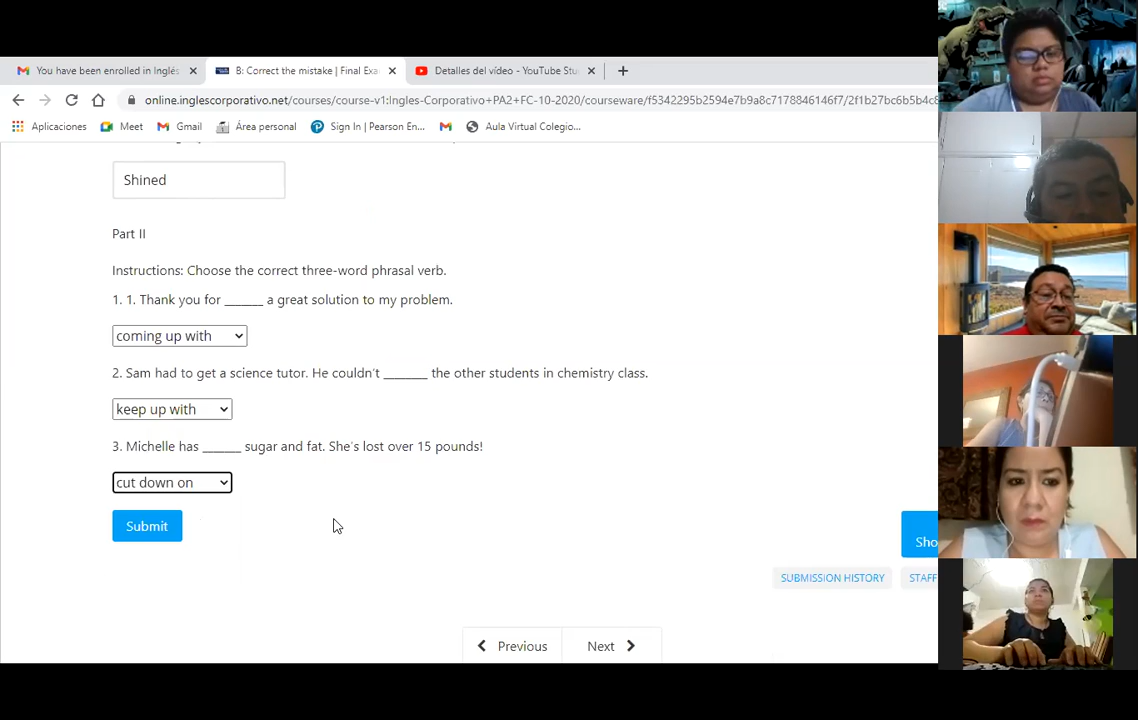 You have been enrolled in Inglés
B: Correct the mistake | Final Exa
Detalles del vídeo - YouTube Stu
online.inglescorporativo.net/courses/course-v1:Ingles-Corporativo+PA2+FC-10-2020/courseware/f5342295b2594e7b9a8c7178846146f7/2f1b27bc6b5b4c8
Aplicaciones
Meet
Gmail
Área personal
Sign In | Pearson En...
Aula Virtual Colegio...
Shined
Part II
Instructions: Choose the correct three-word phrasal verb.
1. 1. Thank you for ______ a great solution to my problem.
coming up with
2. Sam had to get a science tutor. He couldn't _______ the other students in chemistry class.
keep up with
3. Michelle has ______ sugar and fat. She's lost over 15 pounds!
cut down on
Submit
Sho
SUBMISSION HISTORY
STAFF
Previous
Next